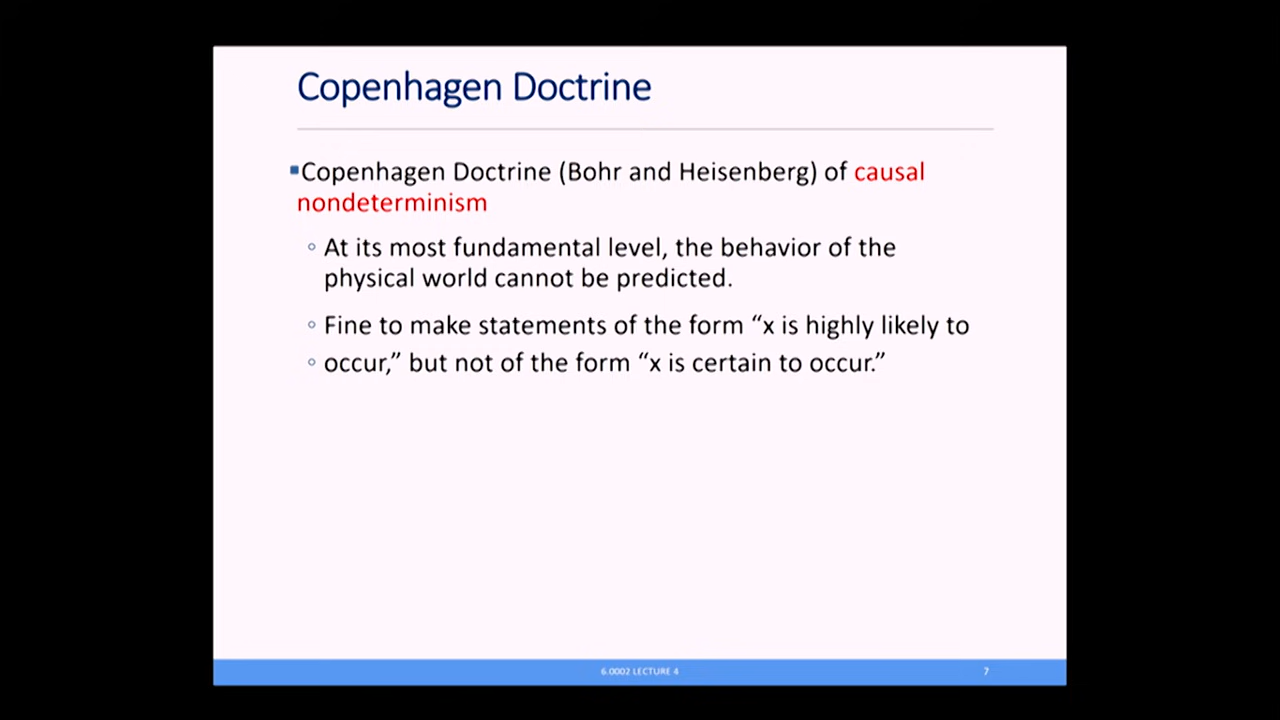 Copenhagen Doctrine
▪Copenhagen Doctrine (Bohr and Heisenberg) of causal
nondeterminism
◦ At its most fundamental level, the behavior of the
physical world cannot be predicted.
◦ Fine to make statements of the form “x is highly likely to
◦ occur,” but not of the form “x is certain to occur.”
6.0002 LECTURE 4
7